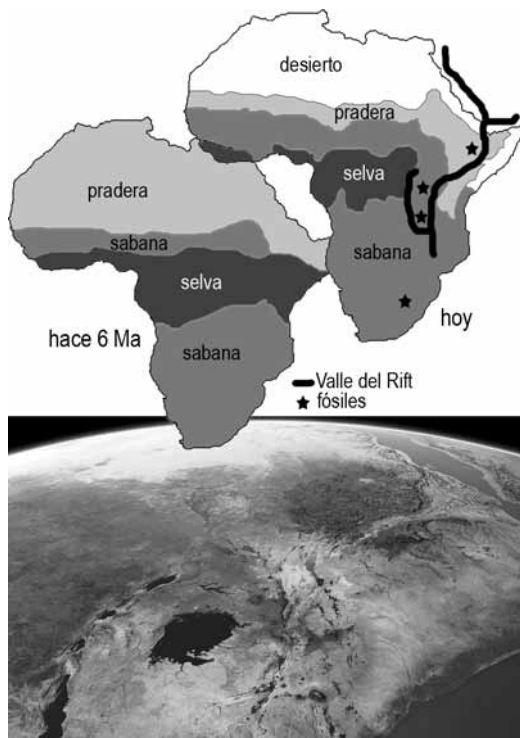 desierto
pradera
selva
sabana
hoy
pradera
sabana
selva
sabana
hace 6 Ma
Valle del Rift
fósiles